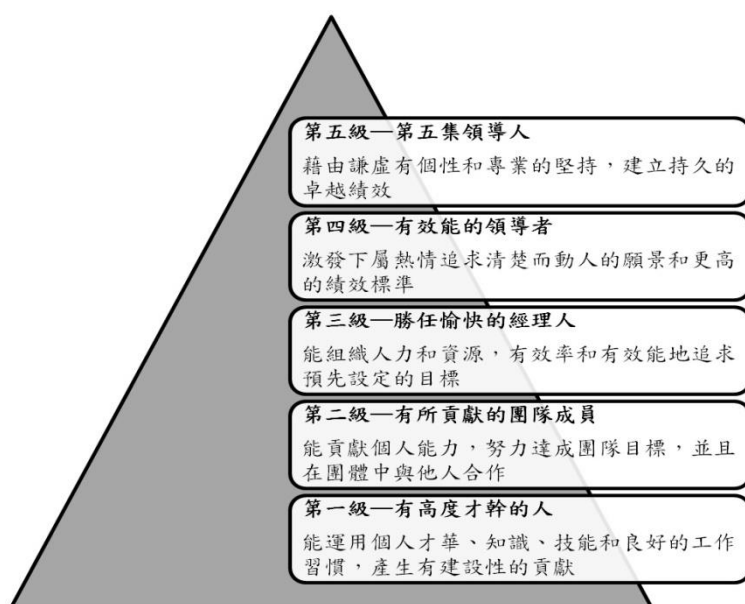 第五級—第五集領導人
藉由謙虛有個性和專業的堅持，建立持久的
卓越績效
第四級—有效能的領導者
激發下屬熱情追求清楚而動人的願景和更高
的績效標準
第三級—勝任愉快的經理人
能組織人力和資源，有效率和有效能地追求
預先設定的目標
第二級—有所貢獻的團隊成員
能貢獻個人能力，努力達成團隊目標，並且
在團體中與他人合作
第一級—有高度才幹的人
能運用個人才華、知識、技能和良好的工作
習慣，產生有建設性的貢獻